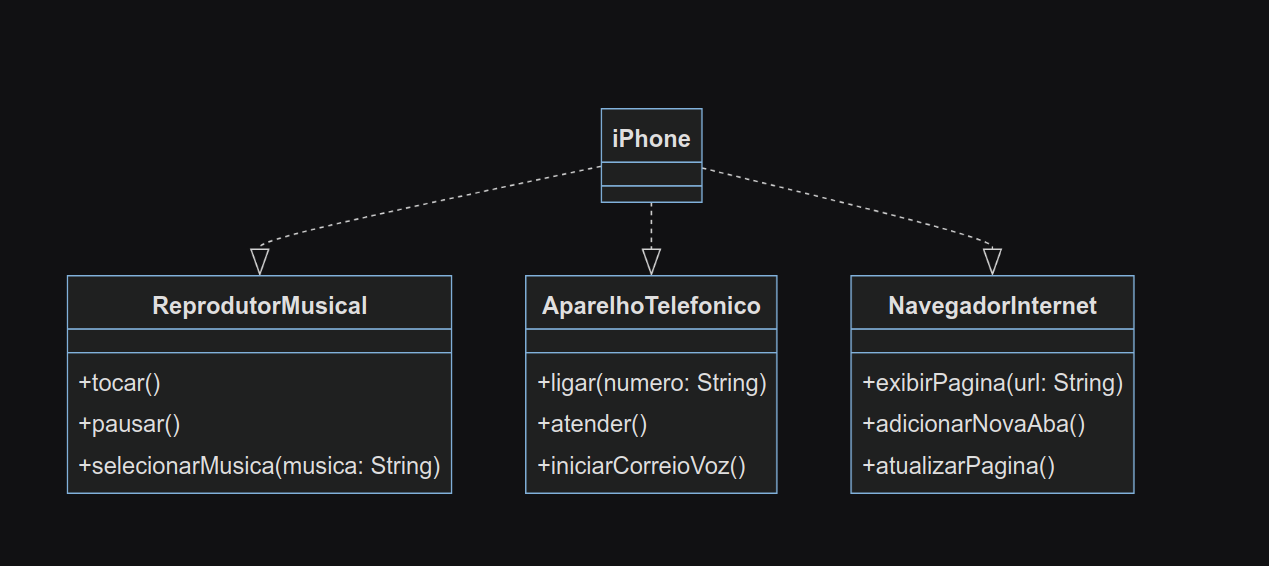 iPhone
ReprodutorMusical
+tocar()
+pausar()
+selecionarMusica(musica: String)
AparelhoTelefonico
+ligar(numero: String)
+atender()
+iniciarCorreioVoz()
NavegadorInternet
+exibirPagina(url: String)
+adicionarNovaAba()
+atualizarPagina()